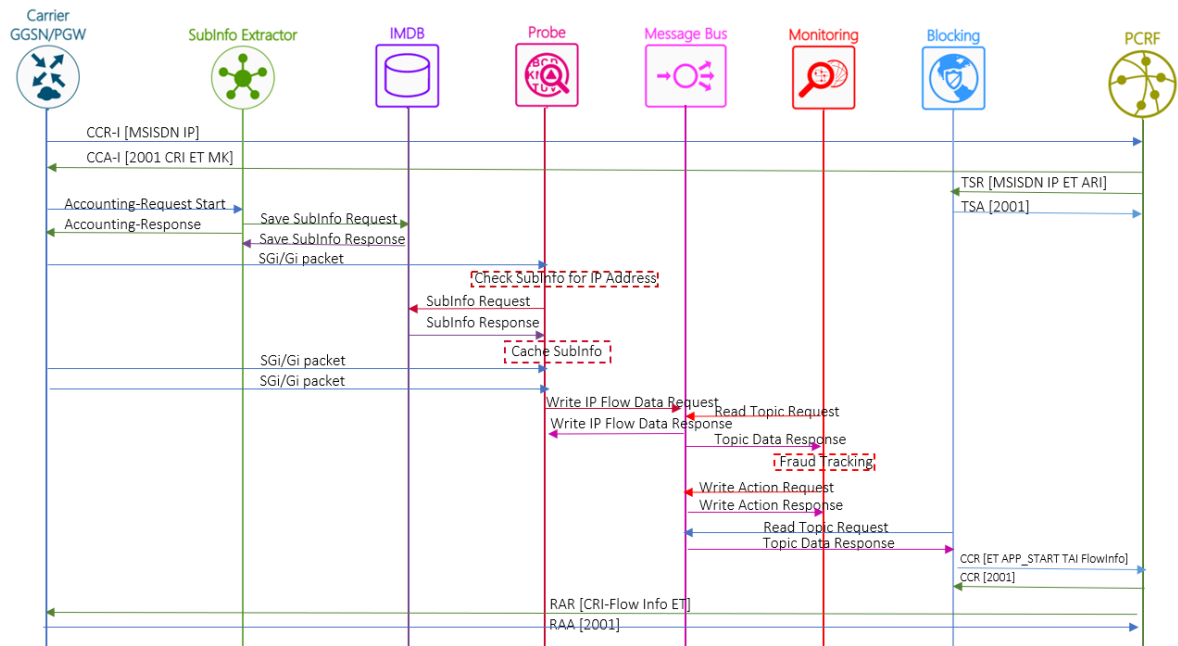 Carrier
GGSN/PGW
SubInfo Extractor
IMDB
Probe
Message Bus
Monitoring
Blocking
PCRF
CCR-I [MSISDN IP]
CCA-I [2001 CRI ET MK]
TSR [MSISDN IP ET ARI]
Accounting-Request Start
TSA [2001]
Save SubInfo Request
Accounting-Response
Save SubInfo Response
SGi/Gi packet
Check SubInfo for IP Address
SubInfo Request
SubInfo Response
Cache SubInfo
SGi/Gi packet
SGi/Gi packet
Write IP Flow Data Request
Read Topic Request
Write IP Flow Data Response
Topic Data Response
Fraud Tracking
Write Action Request
Write Action Response
Read Topic Request
Topic Data Response
CCR [ET APP_START TAI FlowInfo]
CCR [2001]
RAR [CRI-Flow Info ET]
RAA [2001]